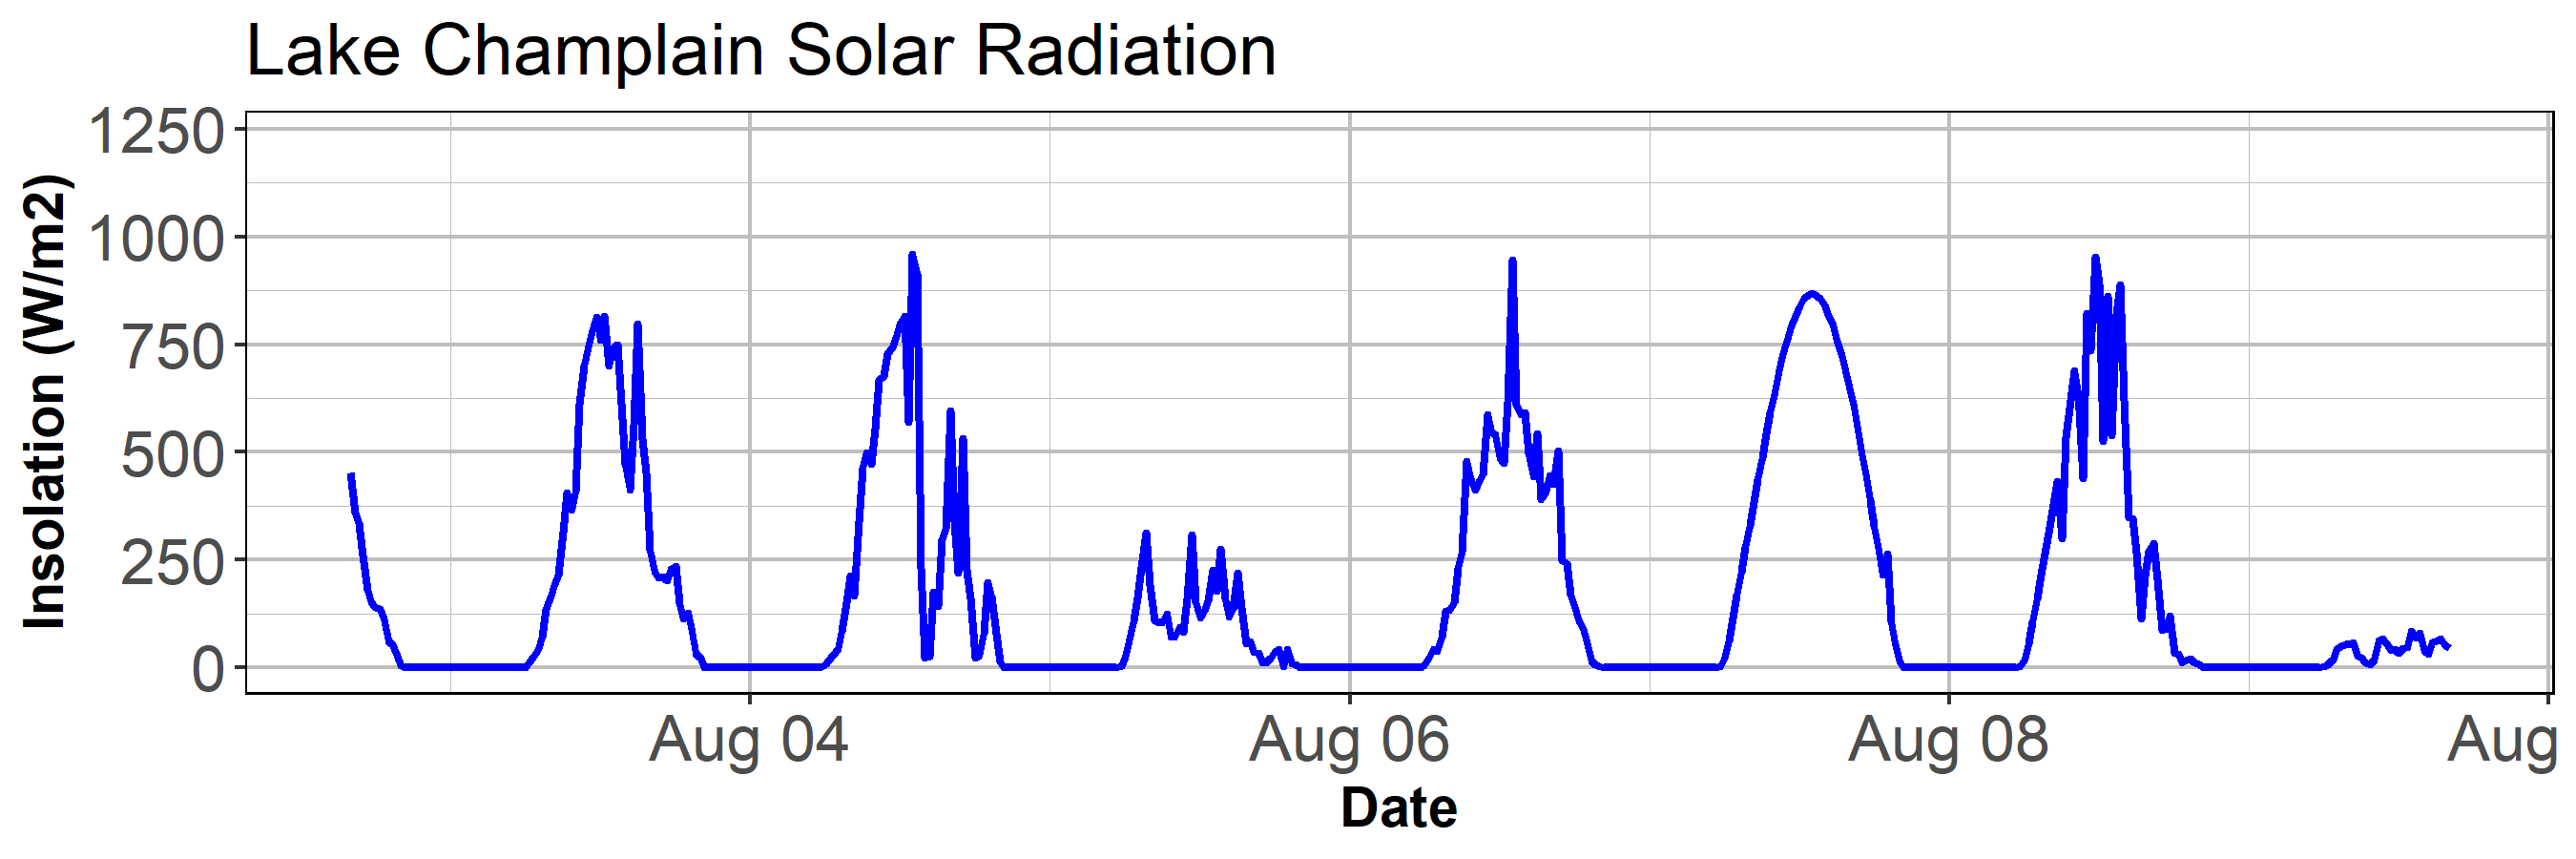 Lake Champlain Solar Radiation
1250
1000
750
500
250
0
Insolation (W/m2)
Aug 04
Aug 06
Aug 08
Aug
Date